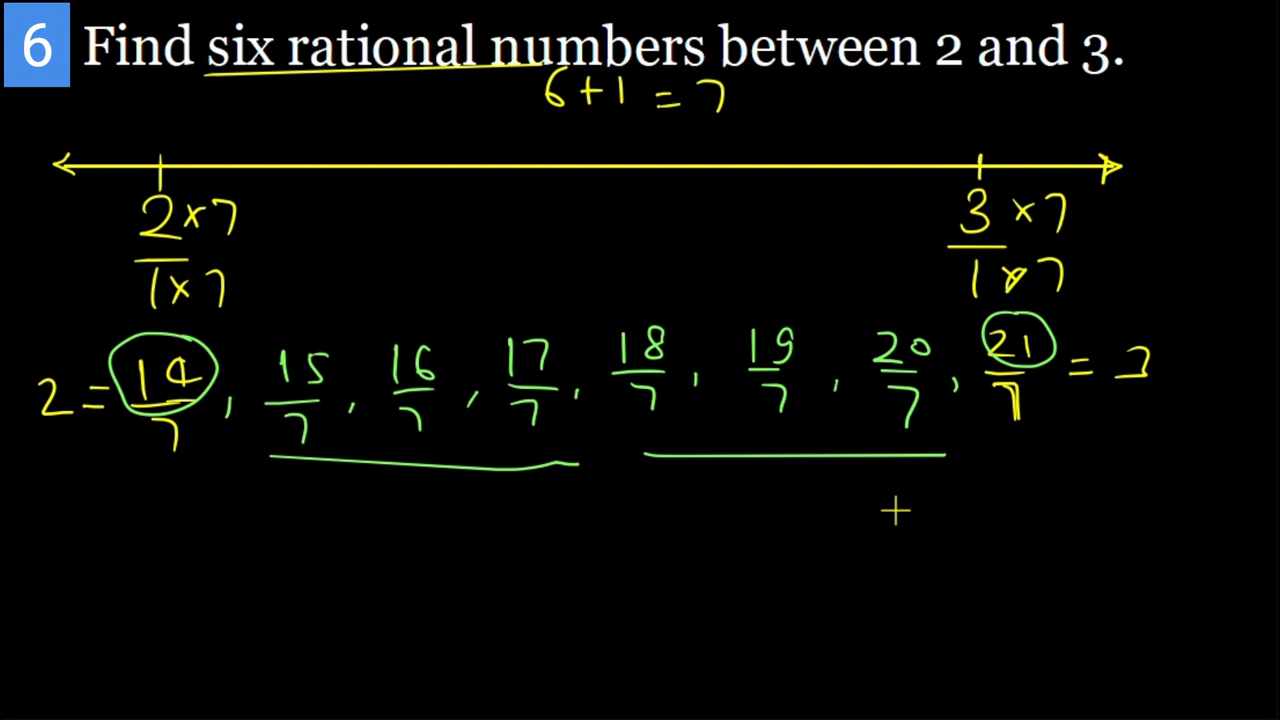 6 Find six rational numbers between 2 and 3.
6 + 1 = 7
2 × 7 3 × 7
1 × 7 1 × 7
2 = 14/7, 15/7, 16/7, 17/7, 18/7, 19/7, 20/7, 21/7 = 3